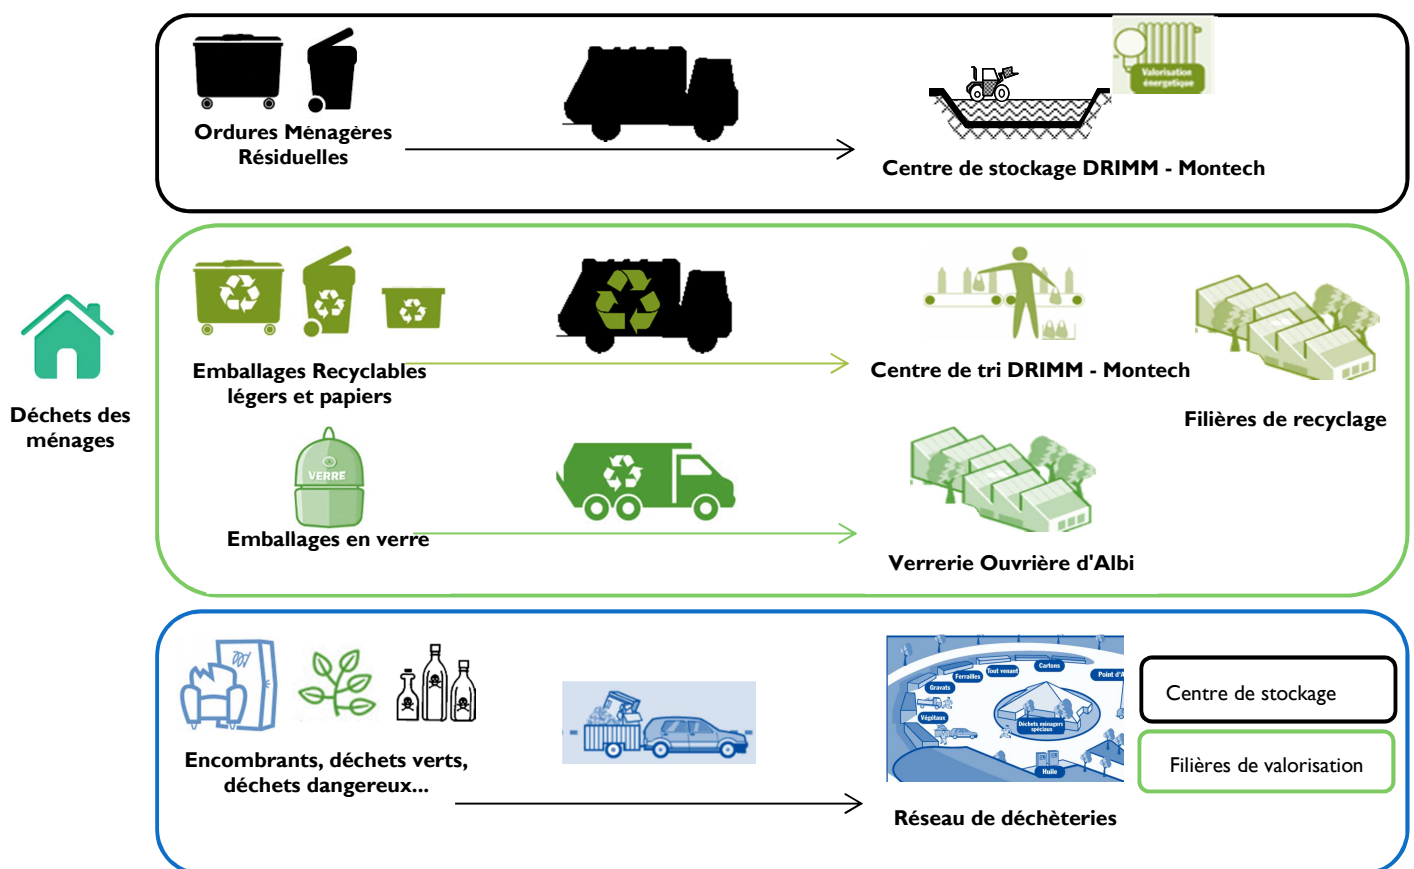 Valorisation
énergetique
Ordures Ménagères
Résiduelles
Centre de stockage DRIMM - Montech
Emballages Recyclables
légers et papiers
Centre de tri DRIMM - Montech
Filières de recyclage
Déchets des
ménages
VERRE
Emballages en verre
Verrerie Ouvrière d'Albi
Encombrants, déchets verts,
déchets dangereux...
Cartons
Tout venant
Ferrailles
Point d'A
Gravats
Végétaux
Déchets ménagers
spéciaux
Huile
Réseau de déchèteries
Centre de stockage
Filières de valorisation